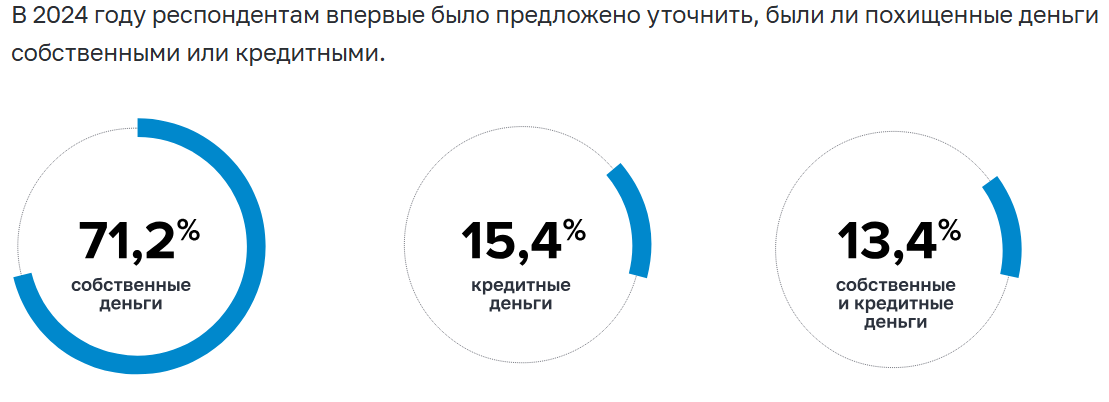 В 2024 году респондентам впервые было предложено уточнить, были ли похищенные деньги
собственными или кредитными.
71,2%
собственные
деньги
15,4%
кредитные
деньги
13,4%
собственные
и кредитные
деньги